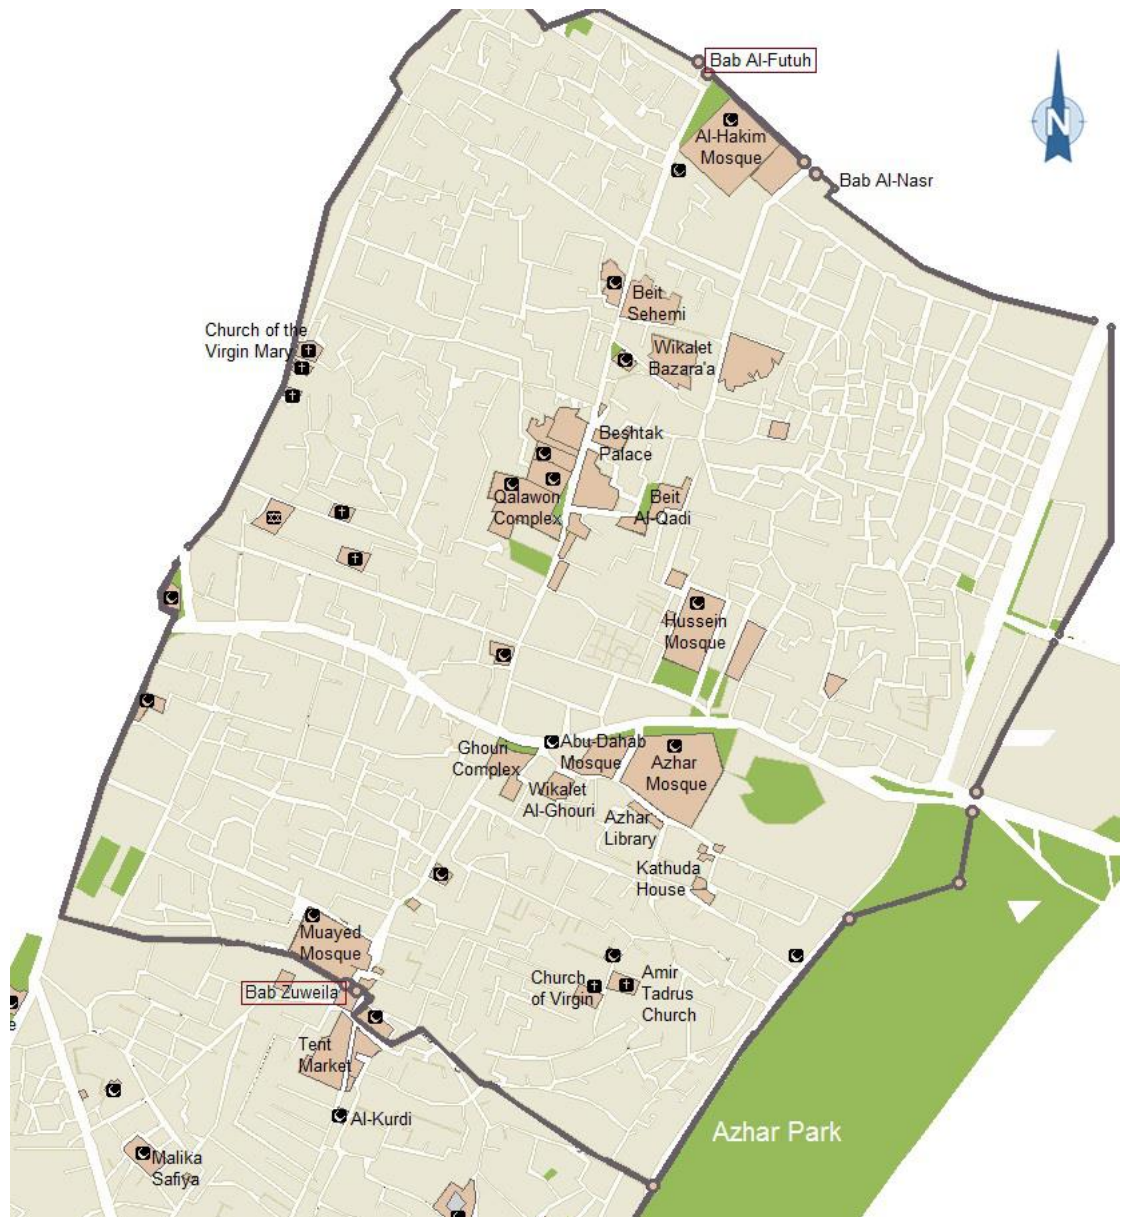 Bab Al-Futuh
N
Al-Hakim
Mosque
Bab Al-Nasr
Beit
Sehemi
Church of the
Virgin Mary
Wikalet
Bazara'a
Beshtak
Palace
Qalawon
Complex
Beit
Al-Qadi
Hussein
Mosque
Ghouri
Complex
Abu-Dahab
Mosque
Azhar
Mosque
Wikalet
Al-Ghouri
Azhar
Library
Kathuda
House
Muayed
Mosque
Church
of Virgin
Amir
Tadrus
Church
Bab Zuweila
e
Tent
Market
Al-Kurdi
Azhar Park
Malika
Safiya